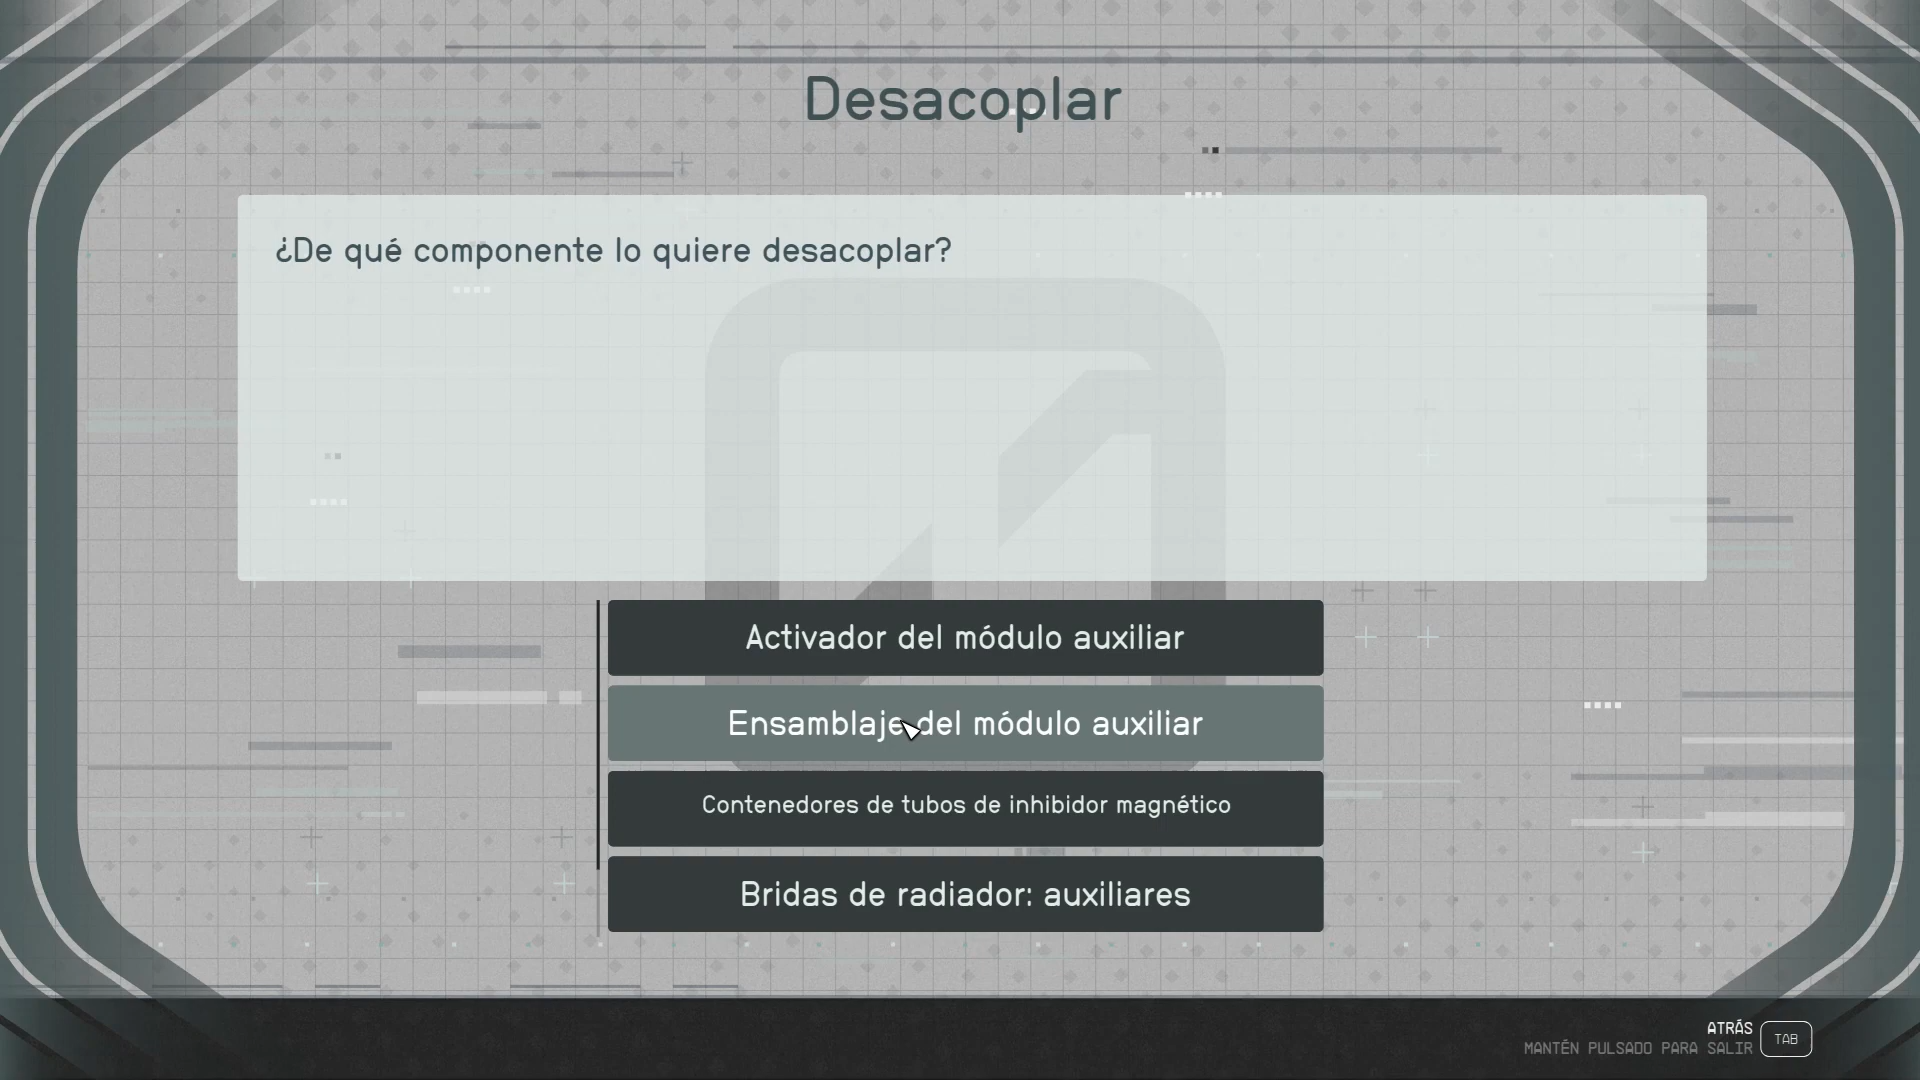 Desacoplar
¿De qué componente lo quiere desacoplar?
Activador del módulo auxiliar
Ensamblaje del módulo auxiliar
Contenedores de tubos de inhibidor magnético
Bridas de radiador: auxiliares
ATRÁS
MANTÉN PULSADO PARA SALIR
TAB